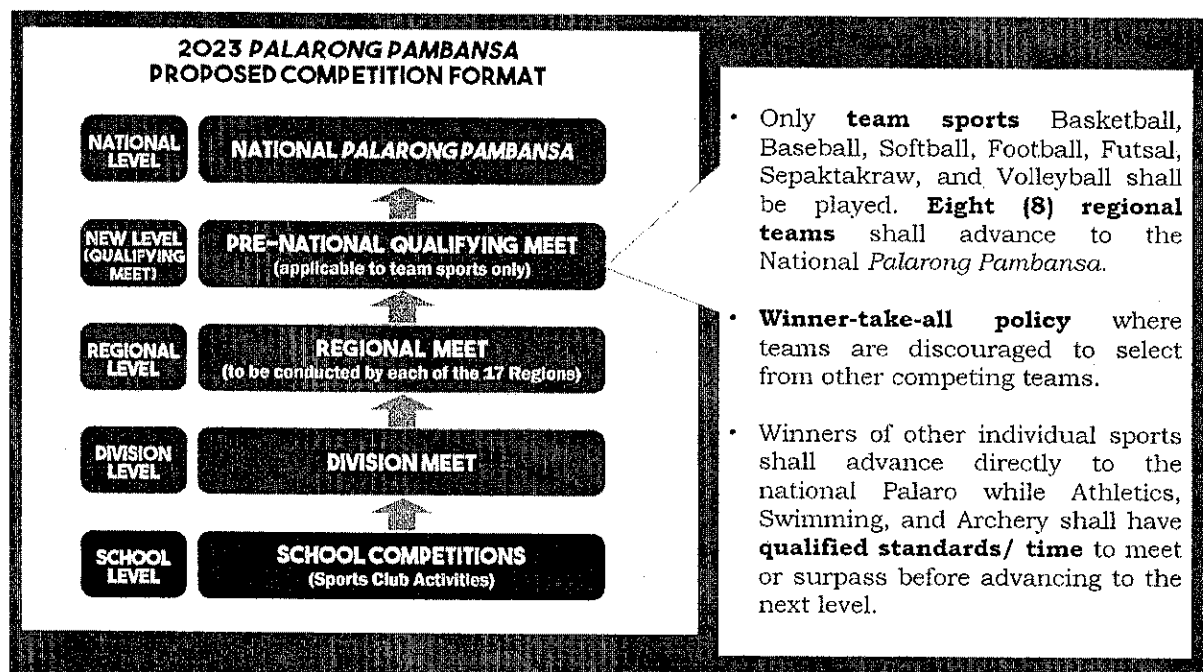 2023 PALARONG PAMBANSA
PROPOSED COMPETITION FORMAT
NATIONAL
LEVEL
NATIONAL PALARONG PAMBANSA
NEW LEVEL
(QUALIFYING
MEET)
PRE-NATIONAL QUALIFYING MEET
(applicable to team sports only)
REGIONAL
LEVEL
REGIONAL MEET
(to be conducted by each of the 17 Regions)
DIVISION
LEVEL
DIVISION MEET
SCHOOL
LEVEL
SCHOOL COMPETITIONS
(Sports Club Activities)
• Only team sports Basketball,
Baseball, Softball, Football, Futsal,
Sepaktakraw, and Volleyball shall
be played. Eight (8) regional
teams shall advance to the
National Palarong Pambansa.
• Winner-take-all policy where
teams are discouraged to select
from other competing teams.
• Winners of other individual sports
shall advance directly to the
national Palaro while Athletics,
Swimming, and Archery shall have
qualified standards/ time to meet
or surpass before advancing to the
next level.